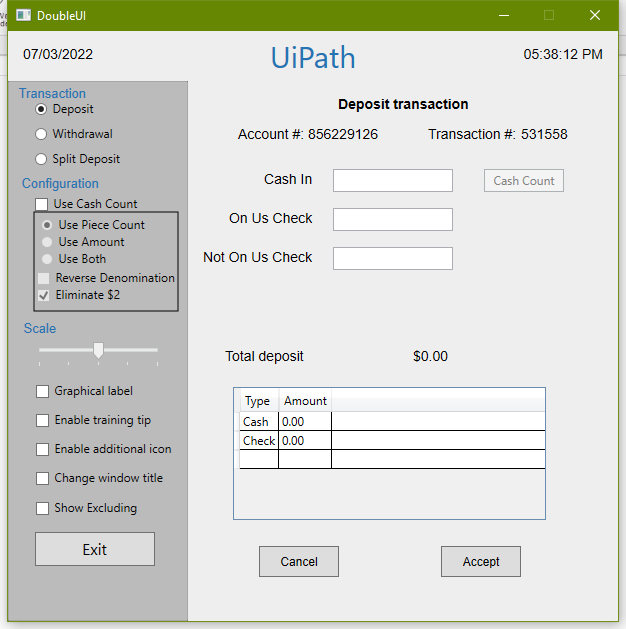 DoubleUI
07/03/2022
UiPath
05:38:12 PM
Transaction
Deposit
Withdrawal
Split Deposit
Configuration
Use Cash Count
Use Piece Count
Use Amount
Use Both
Reverse Denomination
Eliminate $2
Scale
Graphical label
Enable training tip
Enable additional icon
Change window title
Show Excluding
Exit
Deposit transaction
Account #: 856229126 Transaction #: 531558
Cash In
Cash Count
On Us Check
Not On Us Check
Total deposit $0.00
Type Amount
Cash 0.00
Check 0.00
Cancel Accept